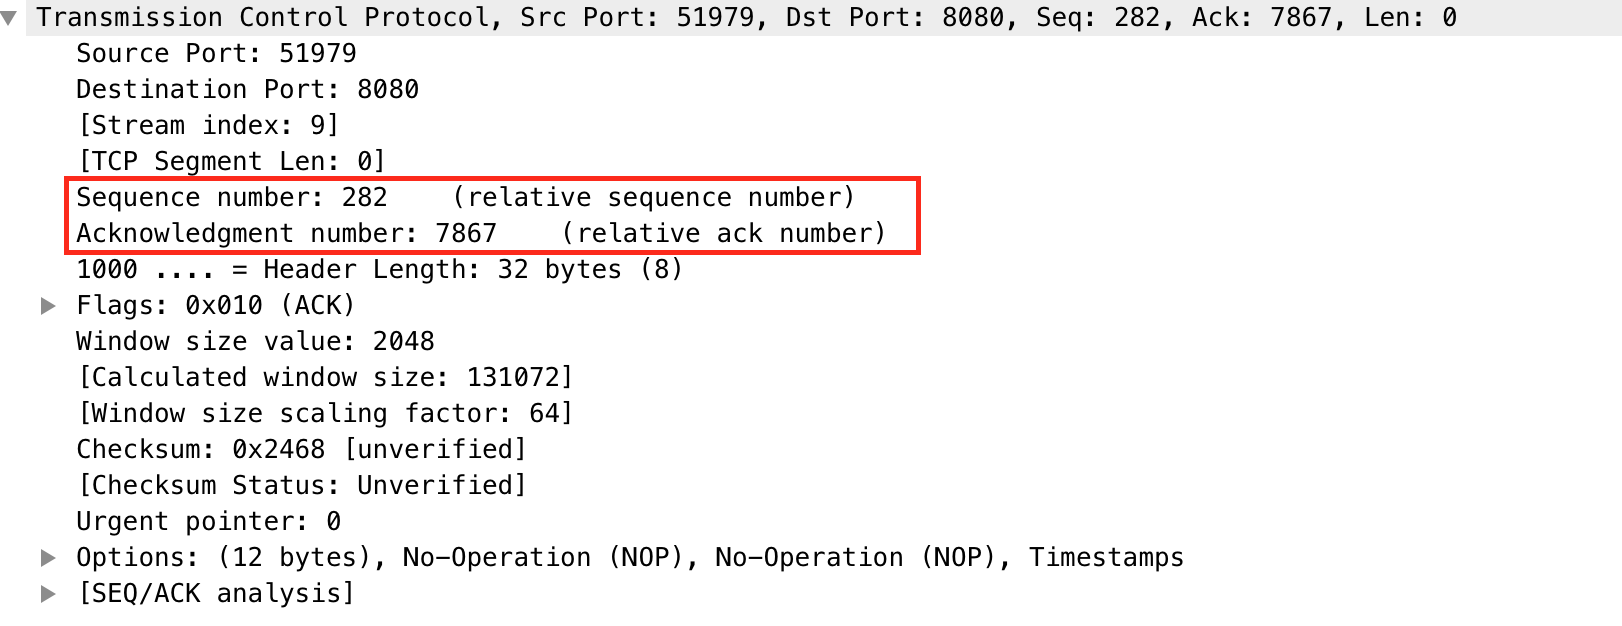 Transmission Control Protocol, Src Port: 51979, Dst Port: 8080, Seq: 282, Ack: 7867, Len: 0
Source Port: 51979
Destination Port: 8080
[Stream index: 9]
[TCP Segment Len: 0]
Sequence number: 282    (relative sequence number)
Acknowledgment number: 7867    (relative ack number)
1000 .... = Header Length: 32 bytes (8)
Flags: 0x010 (ACK)
Window size value: 2048
[Calculated window size: 131072]
[Window size scaling factor: 64]
Checksum: 0x2468 [unverified]
[Checksum Status: Unverified]
Urgent pointer: 0
Options: (12 bytes), No-Operation (NOP), No-Operation (NOP), Timestamps
[SEQ/ACK analysis]